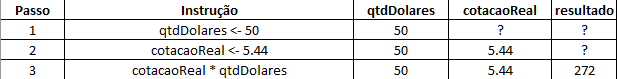 Passo Instrução qtdDolares cotacaoReal resultado
1 qtdDolares <- 50 50 ? ?
2 cotacaoReal <- 5.44 50 5.44 ?
3 cotacaoReal * qtdDolares 50 5.44 272